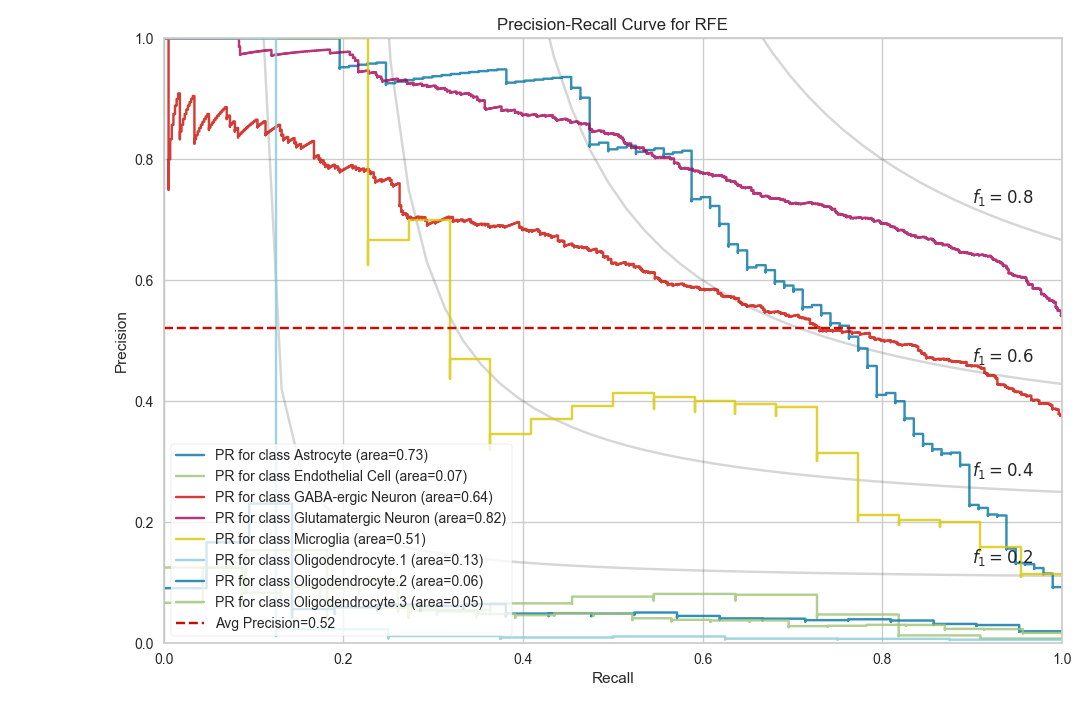 Precision-Recall Curve for RFE
1.0
0.8
0.6
0.4
0.2
0.0
Precision
f₁ = 0.8
f₁ = 0.6
f₁ = 0.4
f₁ = 0.2
PR for class Astrocyte (area=0.73)
PR for class Endothelial Cell (area=0.07)
PR for class GABA-ergic Neuron (area=0.64)
PR for class Glutamatergic Neuron (area=0.82)
PR for class Microglia (area=0.51)
PR for class Oligodendrocyte.1 (area=0.13)
PR for class Oligodendrocyte.2 (area=0.06)
PR for class Oligodendrocyte.3 (area=0.05)
Avg Precision=0.52
0.0 0.2 0.4 0.6 0.8 1.0
Recall